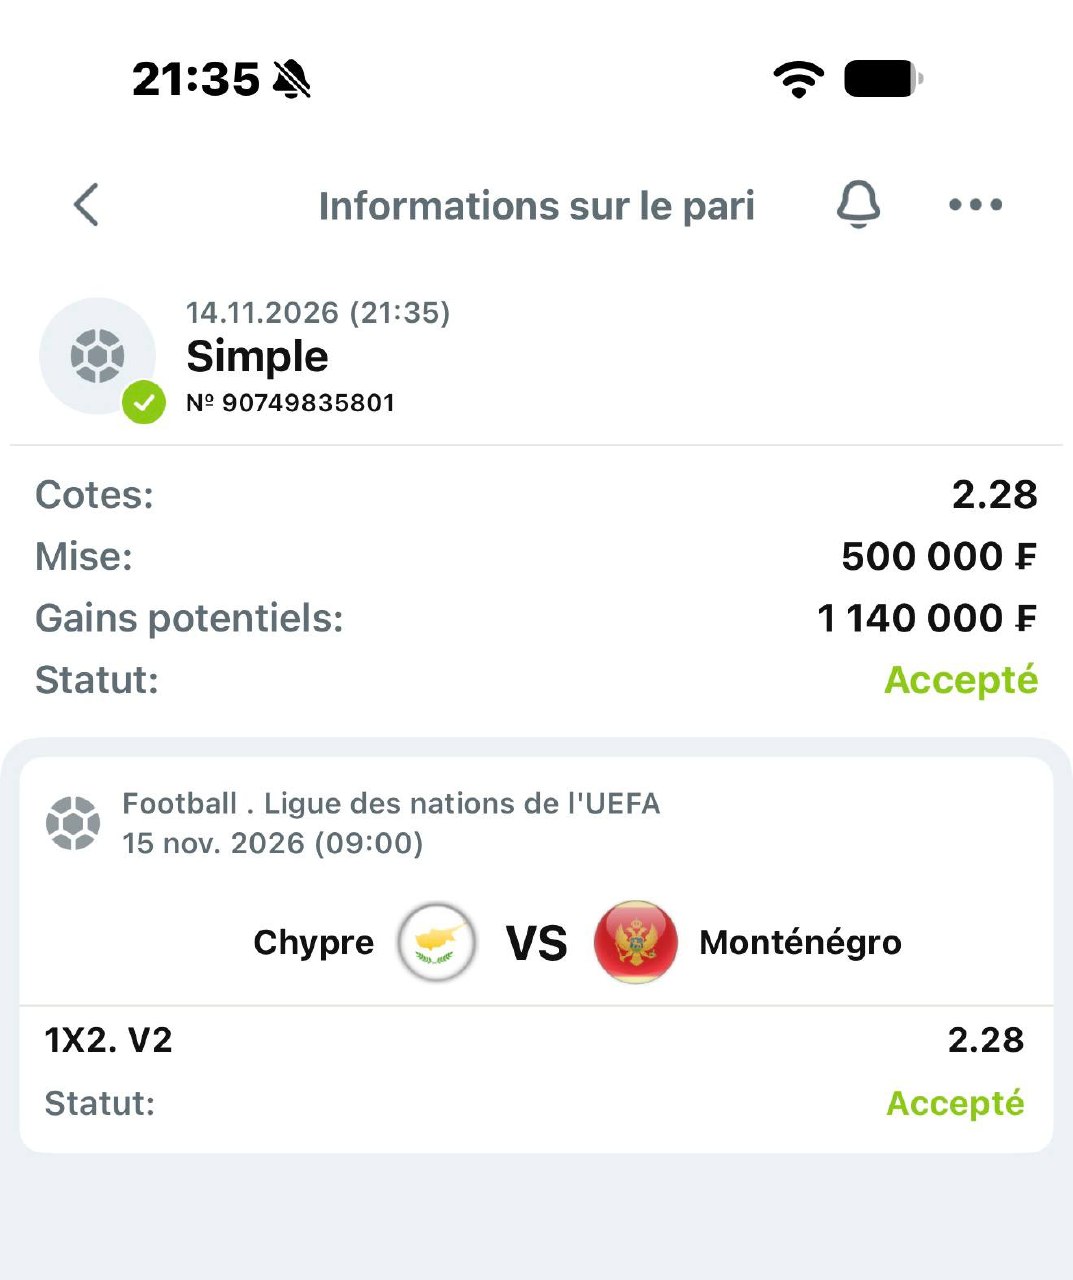 21:35
Informations sur le pari
14.11.2026 (21:35)
Simple
Nº 90749835801
Cotes: 2.28
Mise: 500 000 ₣
Gains potentiels: 1 140 000 ₣
Statut: Accepté
Football . Ligue des nations de l'UEFA
15 nov. 2026 (09:00)
Chypre VS Monténégro
1X2. V2 2.28
Statut: Accepté